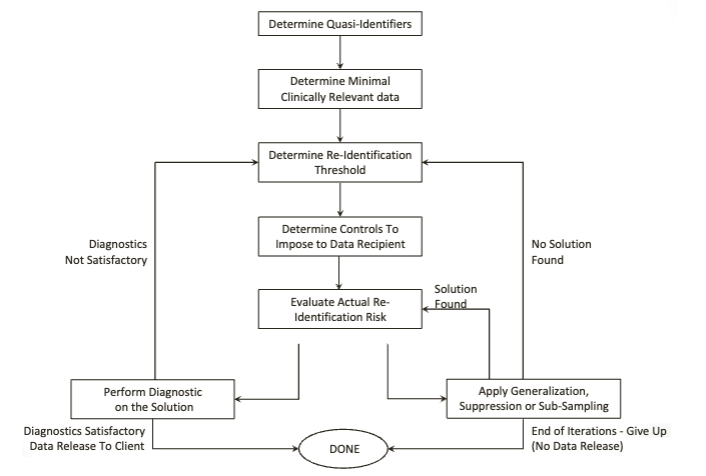 Determine Quasi-Identifiers
Determine Minimal
Clinically Relevant data
Determine Re-Identification
Threshold
Determine Controls To
Impose to Data Recipient
Diagnostics
Not Satisfactory
No Solution
Found
Solution
Found
Evaluate Actual Re-
Identification Risk
Perform Diagnostic
on the Solution
Apply Generalization,
Suppression or Sub-Sampling
Diagnostics Satisfactory
Data Release To Client
End of Iterations - Give Up
(No Data Release)
DONE